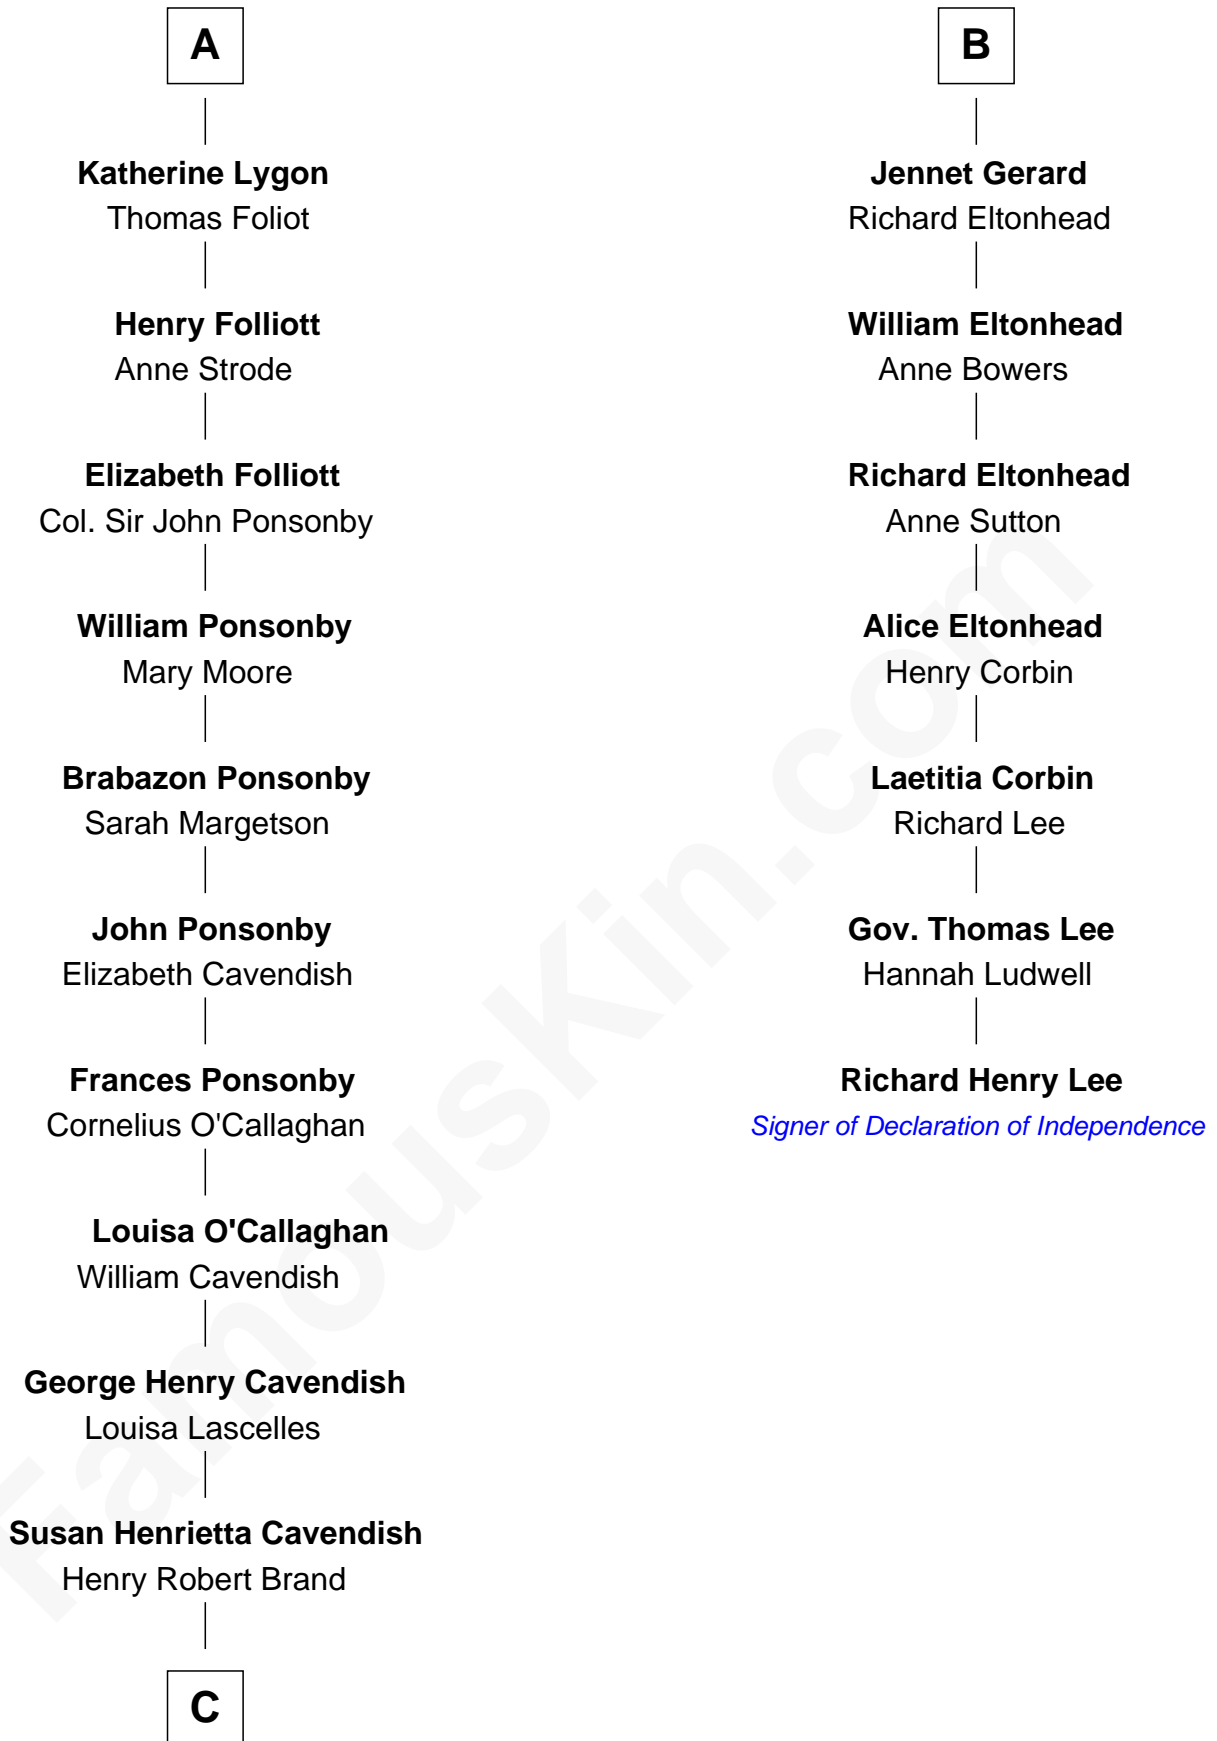 A
Katherine Lygon
Thomas Foliot
Henry Folliott
Anne Strode
Elizabeth Folliott
Col. Sir John Ponsonby
William Ponsonby
Mary Moore
Brabazon Ponsonby
Sarah Margetson
John Ponsonby
Elizabeth Cavendish
Frances Ponsonby
Cornelius O'Callaghan
Louisa O'Callaghan
William Cavendish
George Henry Cavendish
Louisa Lascelles
Susan Henrietta Cavendish
Henry Robert Brand
C
B
Jennet Gerard
Richard Eltonhead
William Eltonhead
Anne Bowers
Richard Eltonhead
Anne Sutton
Alice Eltonhead
Henry Corbin
Laetitia Corbin
Richard Lee
Gov. Thomas Lee
Hannah Ludwell
Richard Henry Lee
Signer of Declaration of Independence
FamousKin.com